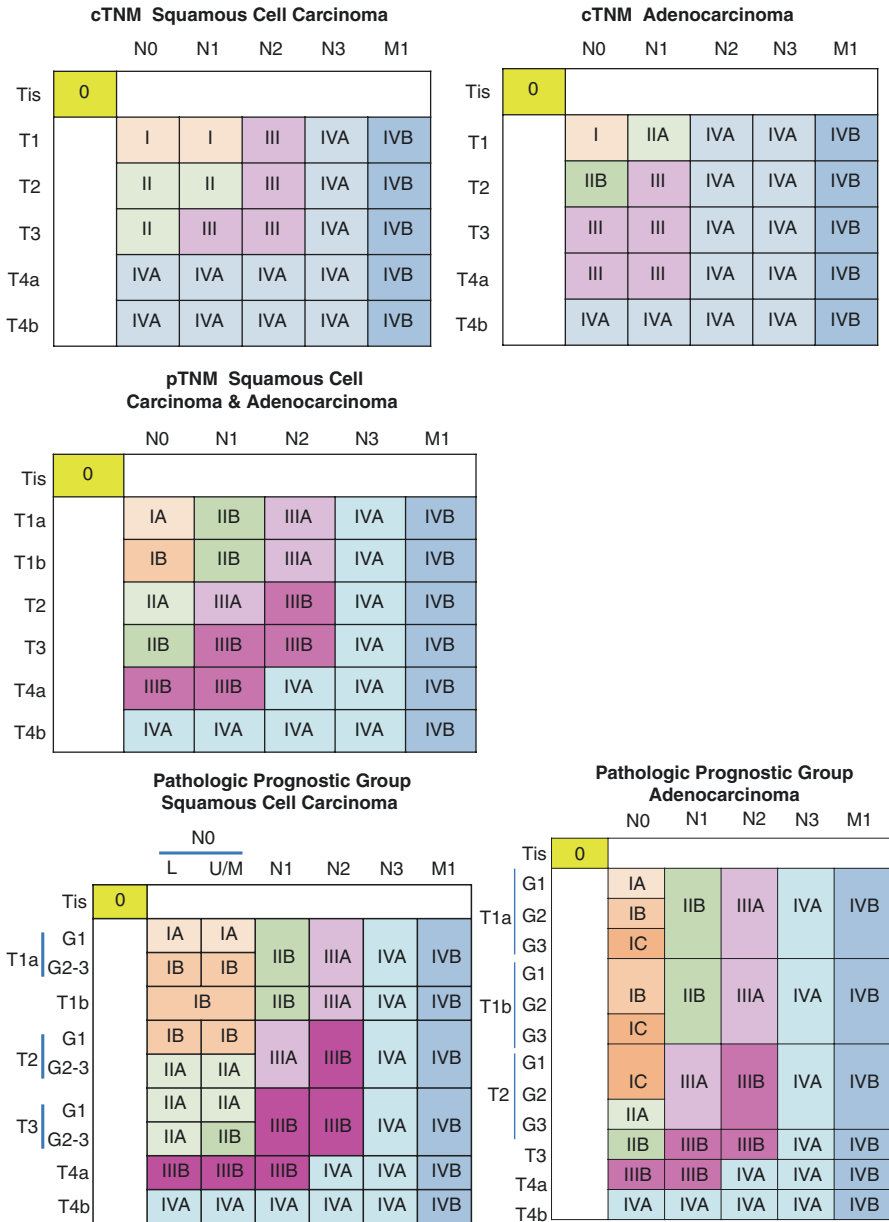 cTNM Squamous Cell Carcinoma
N0 N1 N2 N3 M1
Tis 0
T1 I I III IVA IVB
T2 II II III IVA IVB
T3 II III III IVA IVB
T4a IVA IVA IVA IVA IVB
T4b IVA IVA IVA IVA IVB
cTNM Adenocarcinoma
N0 N1 N2 N3 M1
Tis 0
T1 I IIA IVA IVA IVB
T2 IIB III IVA IVA IVB
T3 III III IVA IVA IVB
T4a III III IVA IVA IVB
T4b IVA IVA IVA IVA IVB
pTNM Squamous Cell
Carcinoma & Adenocarcinoma
N0 N1 N2 N3 M1
Tis 0
T1a IA IIB IIIA IVA IVB
T1b IB IIB IIIA IVA IVB
T2 IIA IIIA IIIB IVA IVB
T3 IIB IIIB IIIB IVA IVB
T4a IIIB IIIB IVA IVA IVB
T4b IVA IVA IVA IVA IVB
Pathologic Prognostic Group
Squamous Cell Carcinoma
N0
L U/M N1 N2 N3 M1
Tis 0
G1 IA IA
T1a IIB IIIA IVA IVB
G2-3 IB IB
T1b IB IIB IIIA IVA IVB
G1 IB IB
T2 IIIA IIIB IVA IVB
G2-3 IIA IIA
G1 IIA IIA
T3 IIIB IIIB IVA IVB
G2-3 IIA IIB
T4a IIIB IIIB IIIB IVA IVA IVB
T4b IVA IVA IVA IVA IVA IVB
Pathologic Prognostic Group
Adenocarcinoma
N0 N1 N2 N3 M1
Tis 0
G1 IA
T1a G2 IB IIB IIIA IVA IVB
G3 IC
G1
T1b G2 IB IIB IIIA IVA IVB
G3 IC
G1
T2 G2 IC IIIA IIIB IVA IVB
G3 IIA
T3 IIB IIIB IIIB IVA IVB
T4a IIIB IIIB IVA IVA IVB
T4b IVA IVA IVA IVA IVB